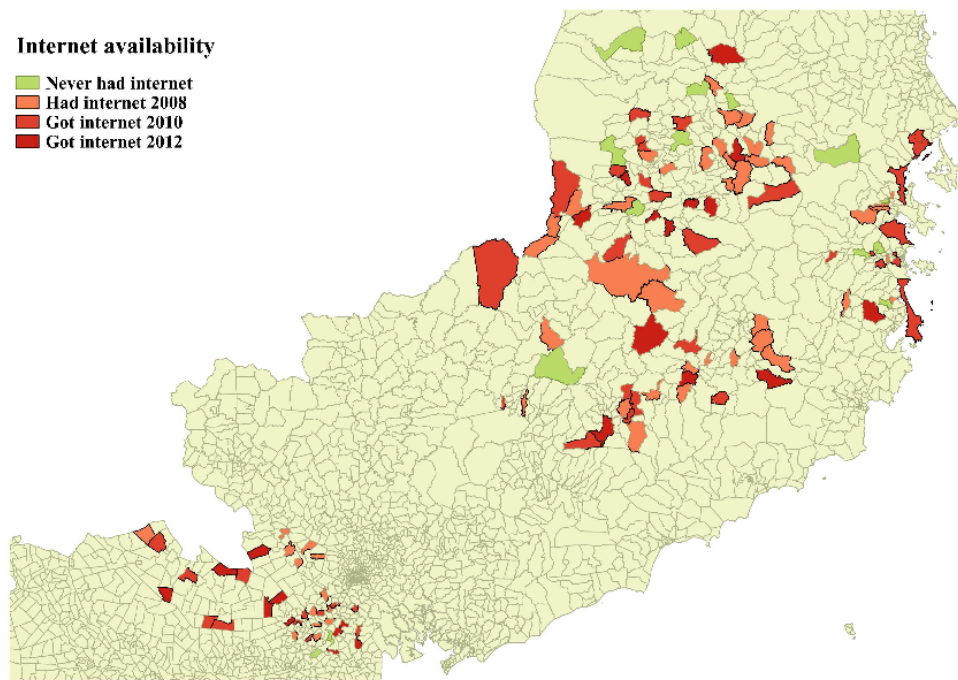 Internet availability
Never had internet
Had internet 2008
Got internet 2010
Got internet 2012